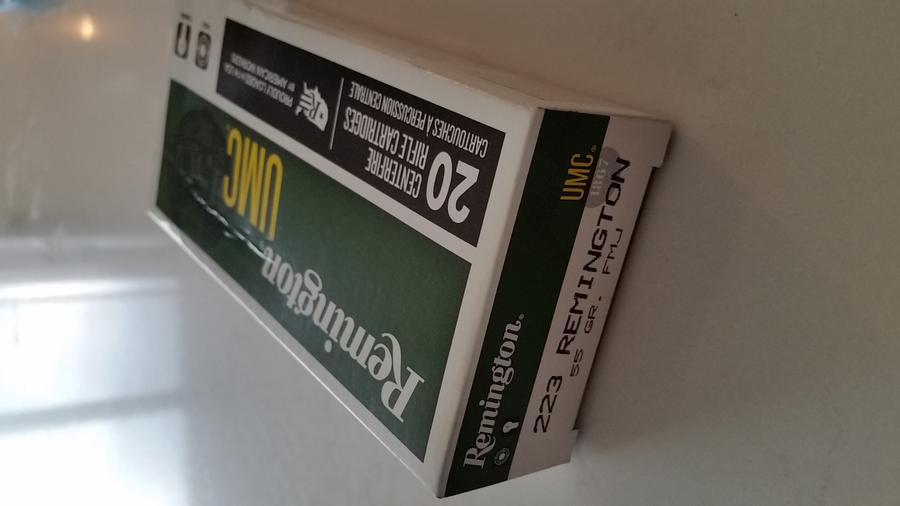 Remington UMC
20 CENTERFIRE
RIFLE CARTRIDGES
CARTOUCHES À PERCUSSION CENTRALE
PROUDLY LOADED IN THE USA
BY AMERICAN WORKERS
Remington® UMC®
1867
223 REMINGTON
55 GR. FMJ